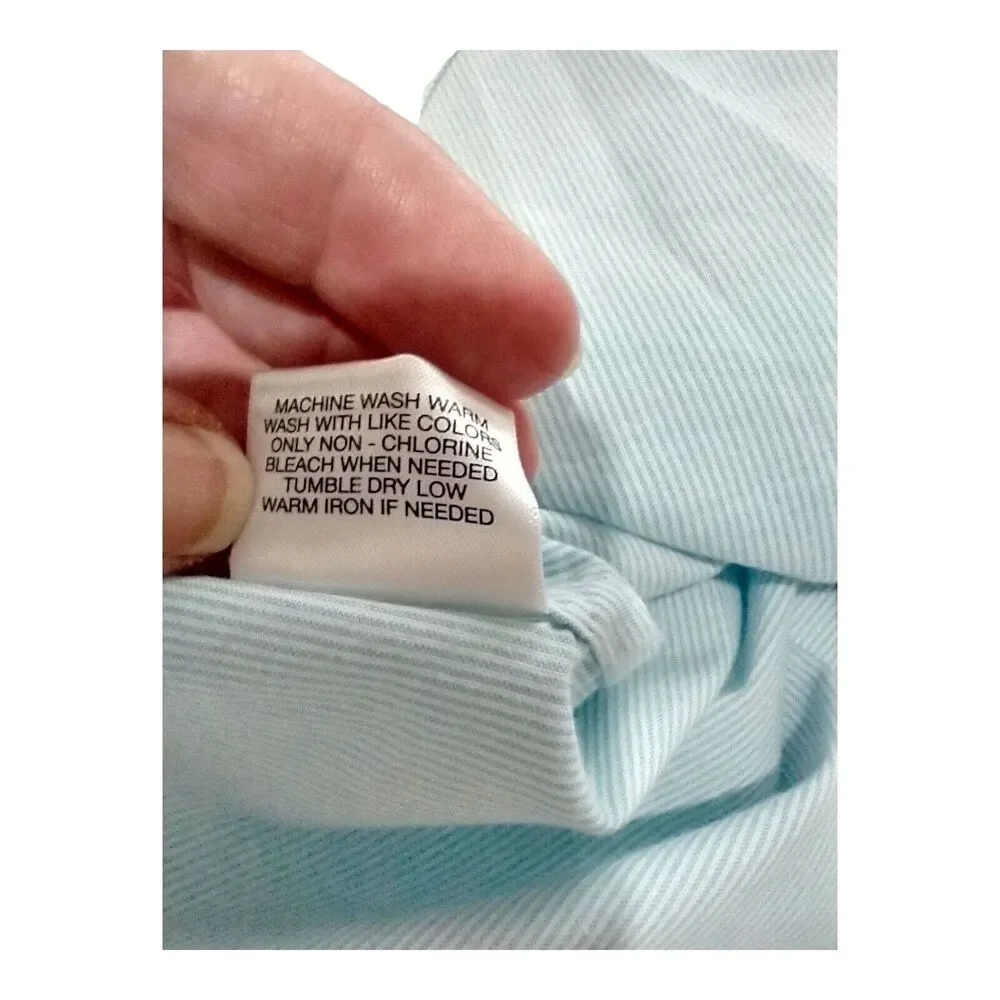 MACHINE WASH WARM
WASH WITH LIKE COLORS
ONLY NON - CHLORINE
BLEACH WHEN NEEDED
TUMBLE DRY LOW
WARM IRON IF NEEDED